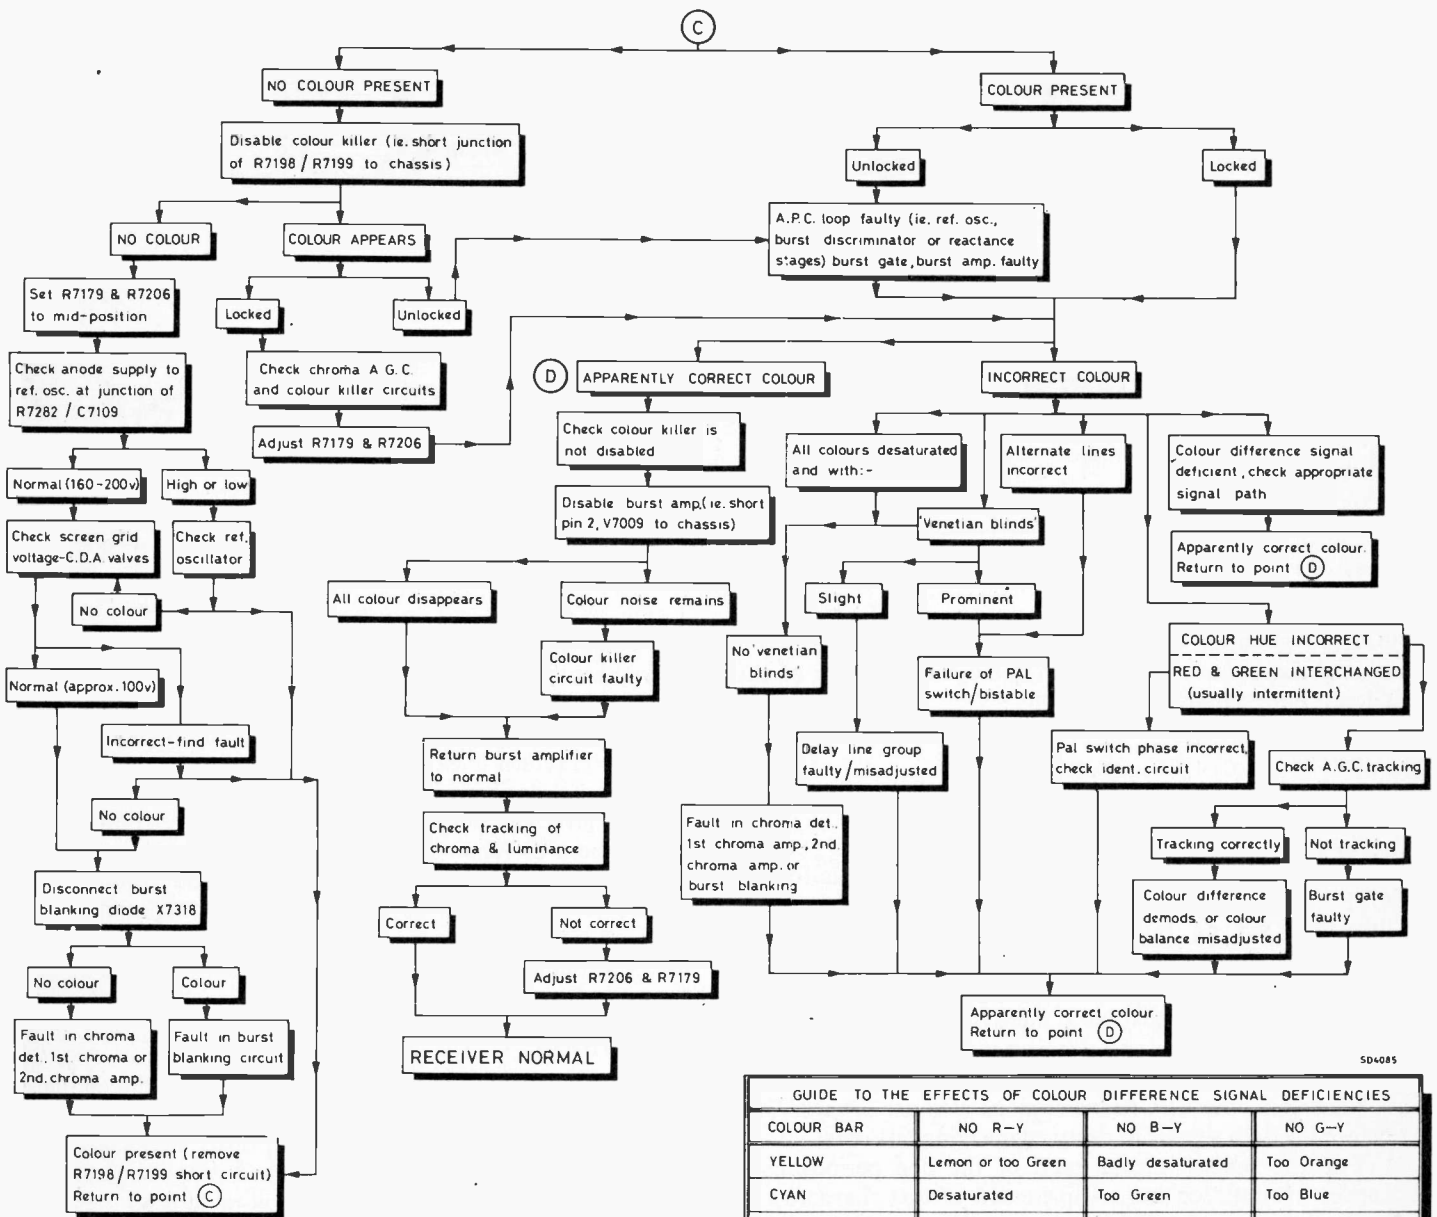 C
NO COLOUR PRESENT
COLOUR PRESENT
Disable colour killer (ie. short junction
of R7198 / R7199 to chassis)
Unlocked
Locked
NO COLOUR
COLOUR APPEARS
A.P.C. loop faulty (ie. ref. osc.,
burst discriminator or reactance
stages) burst gate, burst amp. faulty
Set R7179 & R7206
to mid-position
Locked
Unlocked
Check anode supply to
ref. osc. at junction of
R7282 / C7109
Check chroma A G.C.
and colour killer circuits
D
APPARENTLY CORRECT COLOUR
INCORRECT COLOUR
Adjust R7179 & R7206
Check colour killer is
not disabled
All colours desaturated
and with:-
Alternate lines
incorrect
Colour difference signal
deficient, check appropriate
signal path
Normal (160-200v)
High or low
Disable burst amp, (ie. short
pin 2, V7009 to chassis)
'Venetian blinds'
Check screen grid
voltage-C.D.A. valves
Check ref.
oscillator
Apparently correct colour.
Return to point D
No colour
All colour disappears
Colour noise remains
Slight
Prominent
No 'venetian
blinds'
COLOUR HUE INCORRECT
RED & GREEN INTERCHANGED
(usually intermittent)
Normal (approx. 100v)
Colour killer
circuit faulty
Failure of PAL
switch/bistable
Incorrect-find fault
Return burst amplifier
to normal
Delay line group
faulty/misadjusted
Pal switch phase incorrect,
check ident. circuit
Check A.G.C. tracking
No colour
Check tracking of
chroma & luminance
Fault in chroma det.,
1st chroma amp., 2nd.
chroma amp. or
burst blanking
Tracking correctly
Not tracking
Disconnect burst
blanking diode X7318
Correct
Not correct
Colour difference
demods. or colour
balance misadjusted
Burst gate
faulty
No colour
Colour
Adjust R7206 & R7179
Fault in chroma
det., 1st. chroma or
2nd. chroma amp.
Fault in burst
blanking circuit
RECEIVER NORMAL
Apparently correct colour.
Return to point D
SD4085
Colour present (remove
R7198/R7199 short circuit)
Return to point C
GUIDE TO THE EFFECTS OF COLOUR DIFFERENCE SIGNAL DEFICIENCIES
COLOUR BAR NO R-Y NO B-Y NO G-Y
YELLOW Lemon or too Green Badly desaturated Too Orange
CYAN Desaturated Too Green Too Blue